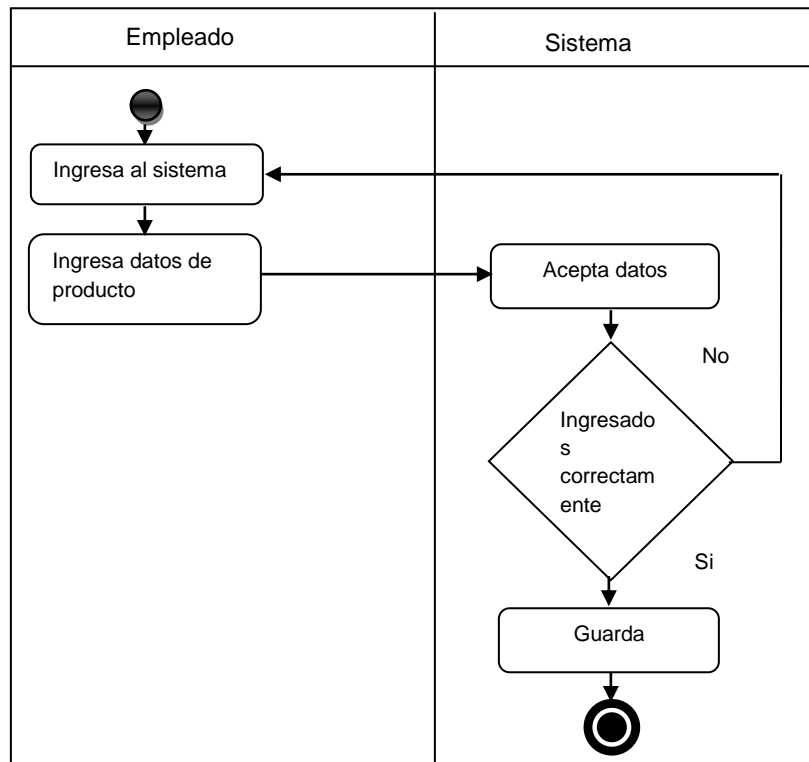 Empleado
Sistema
Ingresa al sistema
Ingresa datos de
producto
Acepta datos
No
Ingresado
s
correctam
ente
Si
Guarda